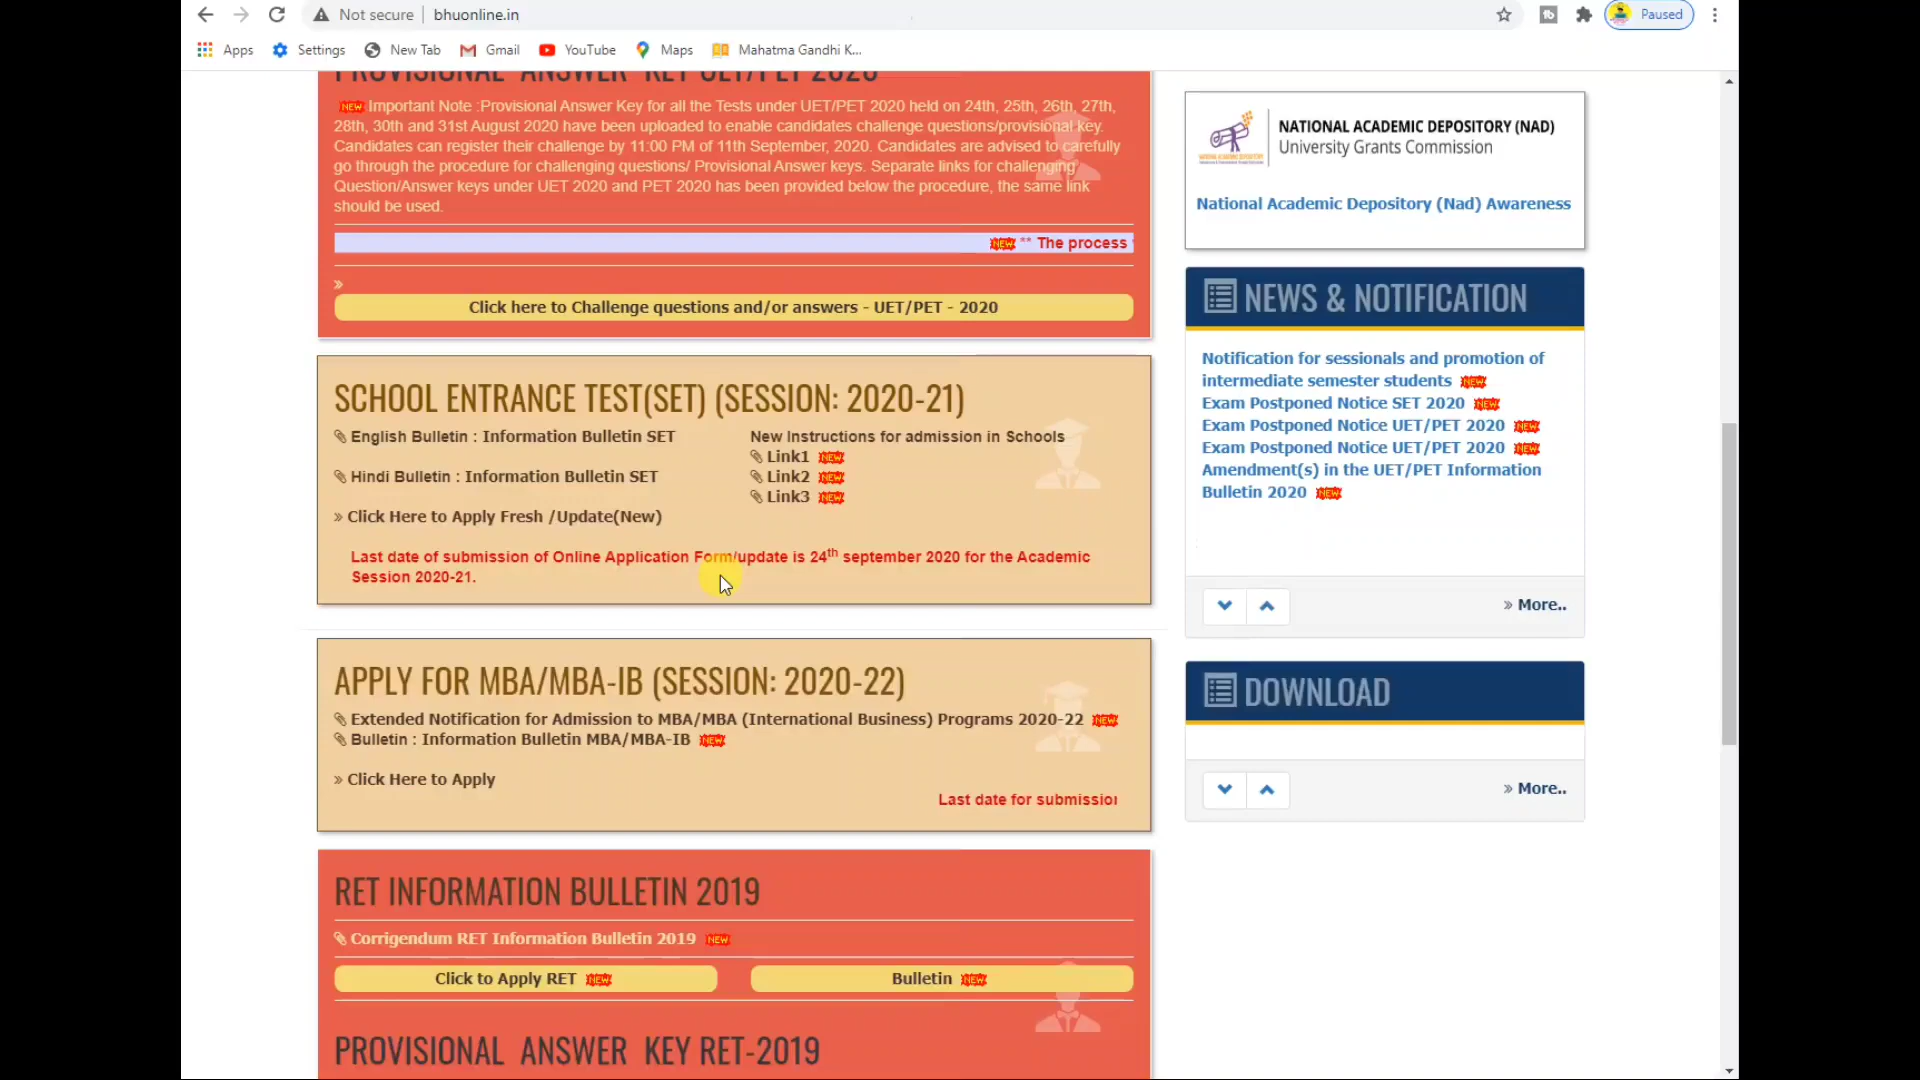 Not secure
bhuonline.in
Paused
Apps
Settings
New Tab
Gmail
YouTube
Maps
Mahatma Gandhi K...
PROVISIONAL ANSWER KEY UET/PET 2020
NEW Important Note :Provisional Answer Key for all the Tests under UET/PET 2020 held on 24th, 25th, 26th, 27th,
28th, 30th and 31st August 2020 have been uploaded to enable candidates challenge questions/provisional key.
Candidates can register their challenge by 11:00 PM of 11th September, 2020. Candidates are advised to carefully
go through the procedure for challenging questions/ Provisional Answer keys. Separate links for challenging
Question/Answer keys under UET 2020 and PET 2020 has been provided below the procedure, the same link
should be used.
NEW ** The process
»
Click here to Challenge questions and/or answers - UET/PET - 2020
SCHOOL ENTRANCE TEST(SET) (SESSION: 2020-21)
English Bulletin : Information Bulletin SET
Hindi Bulletin : Information Bulletin SET
» Click Here to Apply Fresh /Update(New)
New Instructions for admission in Schools
Link1 NEW
Link2 NEW
Link3 NEW
Last date of submission of Online Application Form/update is 24th september 2020 for the Academic
Session 2020-21.
APPLY FOR MBA/MBA-IB (SESSION: 2020-22)
Extended Notification for Admission to MBA/MBA (International Business) Programs 2020-22 NEW
Bulletin : Information Bulletin MBA/MBA-IB NEW
» Click Here to Apply
Last date for submission
RET INFORMATION BULLETIN 2019
Corrigendum RET Information Bulletin 2019 NEW
Click to Apply RET NEW
Bulletin NEW
PROVISIONAL ANSWER KEY RET-2019
NATIONAL ACADEMIC DEPOSITORY (NAD)
University Grants Commission
National Academic Depository (Nad) Awareness
NEWS & NOTIFICATION
Notification for sessionals and promotion of
intermediate semester students NEW
Exam Postponed Notice SET 2020 NEW
Exam Postponed Notice UET/PET 2020 NEW
Exam Postponed Notice UET/PET 2020 NEW
Amendment(s) in the UET/PET Information
Bulletin 2020 NEW
» More..
DOWNLOAD
» More..